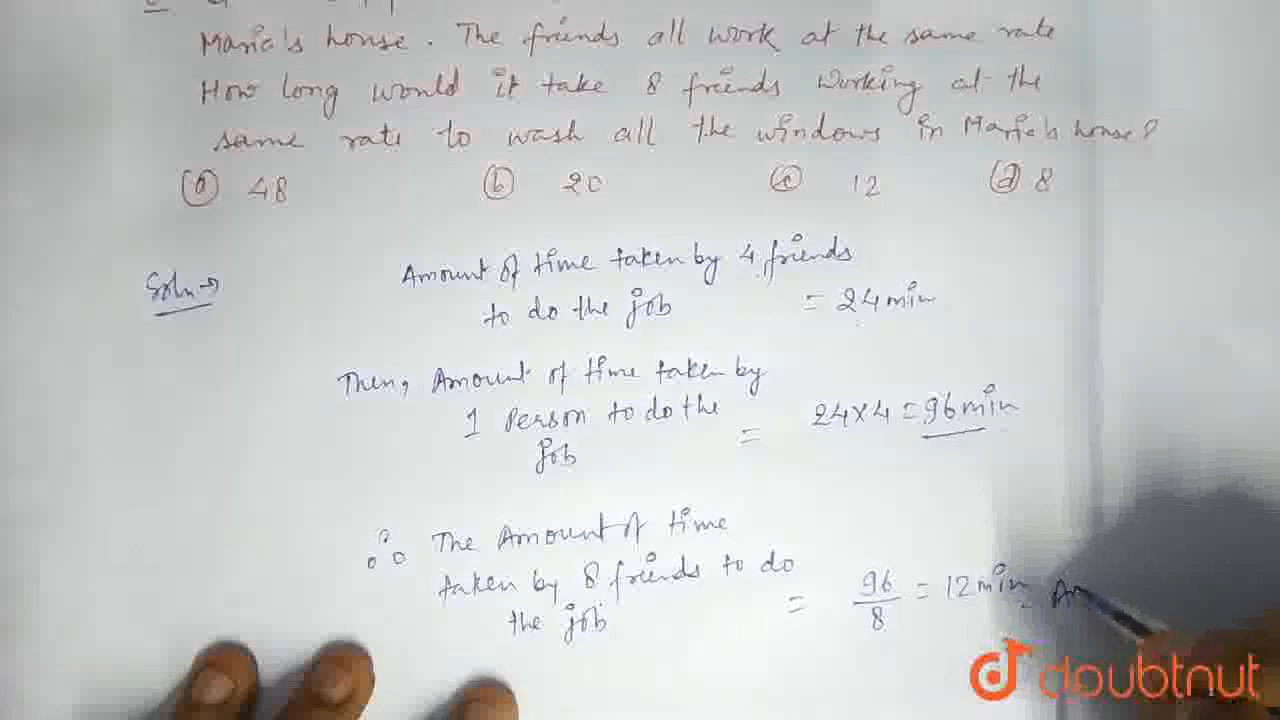 Maria's house. The friends all work at the same rate
How long would it take 8 friends working at the
same rate to wash all the windows in Maria's house?
(a) 48 (b) 20 (c) 12 (d) 8
Soln→
Amount of time taken by 4 friends
to do the job = 24 min
Then, Amount of time taken by
1 Person to do the
job = 24×4 = 96 min
∴ The Amount of time
taken by 8 friends to do
the job = 96/8 = 12 min
doubtnut